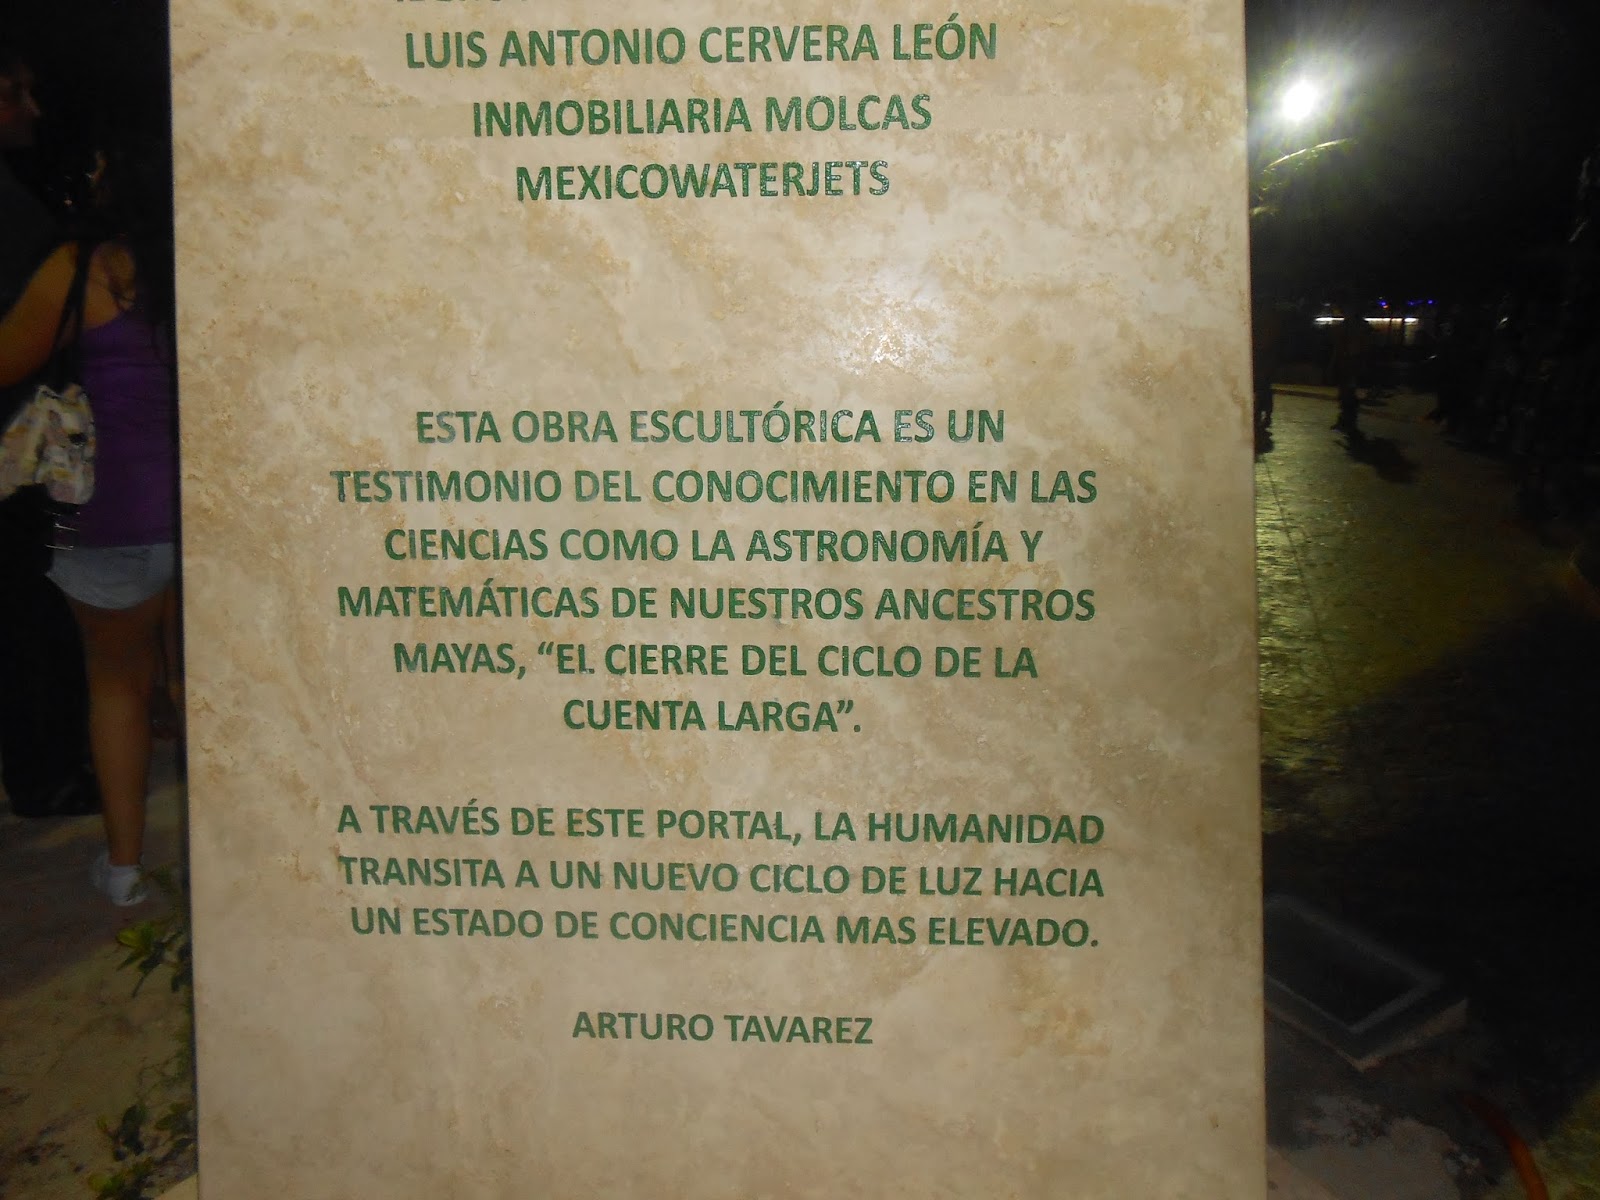 LUIS ANTONIO CERVERA LEÓN
INMOBILIARIA MOLCAS
MEXICOWATERJETS
ESTA OBRA ESCULTÓRICA ES UN
TESTIMONIO DEL CONOCIMIENTO EN LAS
CIENCIAS COMO LA ASTRONOMÍA Y
MATEMÁTICAS DE NUESTROS ANCESTROS
MAYAS, “EL CIERRE DEL CICLO DE LA
CUENTA LARGA”.
A TRAVÉS DE ESTE PORTAL, LA HUMANIDAD
TRANSITA A UN NUEVO CICLO DE LUZ HACIA
UN ESTADO DE CONCIENCIA MAS ELEVADO.
ARTURO TAVAREZ